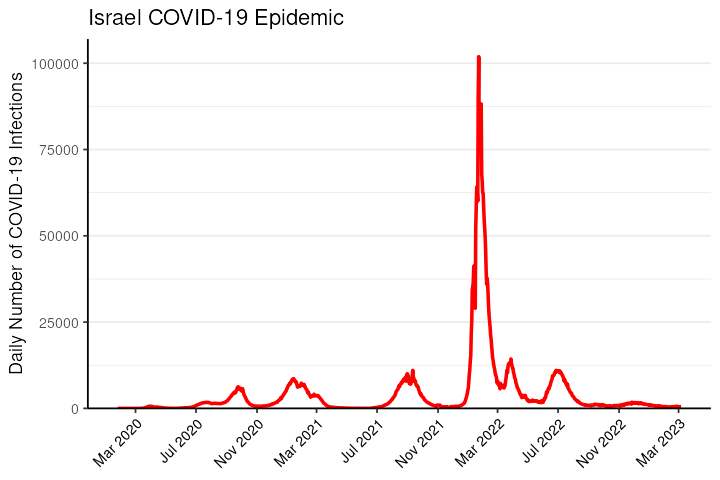 Israel COVID-19 Epidemic
Daily Number of COVID-19 Infections
100000
75000
50000
25000
0
Mar 2020
Jul 2020
Nov 2020
Mar 2021
Jul 2021
Nov 2021
Mar 2022
Jul 2022
Nov 2022
Mar 2023